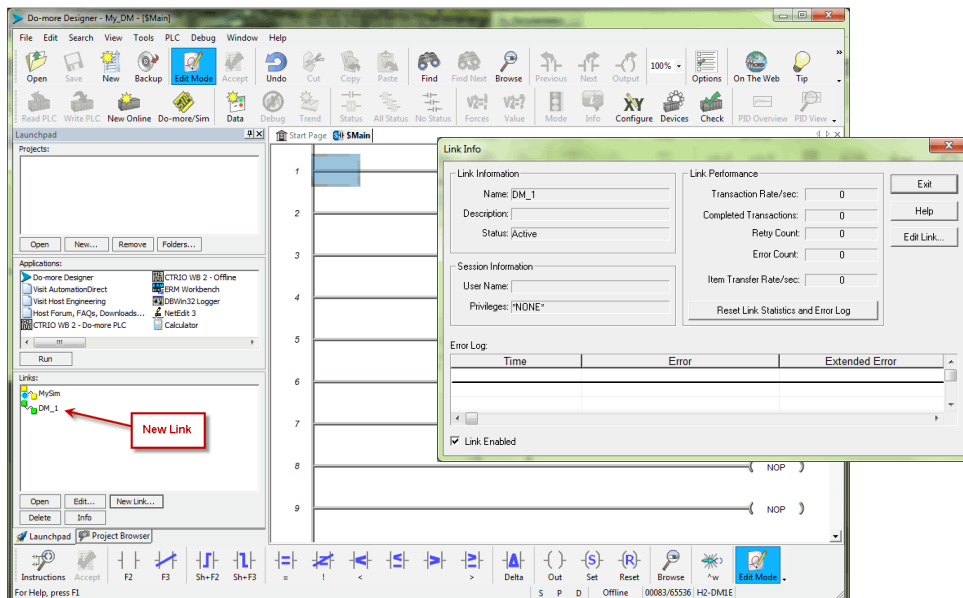 Do-more Designer - My_DM - [$Main]
File Edit Search View Tools PLC Debug Window Help
Open Save New Backup Edit Mode Accept Undo Cut Copy Paste Find Find Next Browse Previous Next Output 100% Options On The Web Tip
Read PLC Write PLC New Online Do-more/Sim Data Debug Trend Status All Status No Status Forces Value Mode Info Configure Devices Check PID Overview PID View
Launchpad
Start Page $Main
Projects:
Open New... Remove Folders...
Applications:
Do-more Designer CTRIO WB 2 - Offline
Visit AutomationDirect ERM Workbench
Visit Host Engineering DBWin32 Logger
Host Forum, FAQs, Downloads... NetEdit 3
CTRIO WB 2 - Do-more PLC Calculator
Run
Links:
MySim
DM_1
New Link
Open Edit... New Link...
Delete Info
Launchpad Project Browser
1
2
3
4
5
6
7
8 NOP
9 NOP
Link Info
Link Information
Name: DM_1
Description:
Status: Active
Session Information
User Name:
Privileges: *NONE*
Link Performance
Transaction Rate/sec: 0
Completed Transactions: 0
Retry Count: 0
Error Count: 0
Item Transfer Rate/sec: 0
Reset Link Statistics and Error Log
Exit
Help
Edit Link...
Error Log:
Time Error Extended Error
Link Enabled
Instructions Accept F2 F3 Sh+F2 Sh+F3 = ! < > Delta Out Set Reset Browse ^w Edit Mode
For Help, press F1
S P D Offline 00083/65536 H2-DM1E